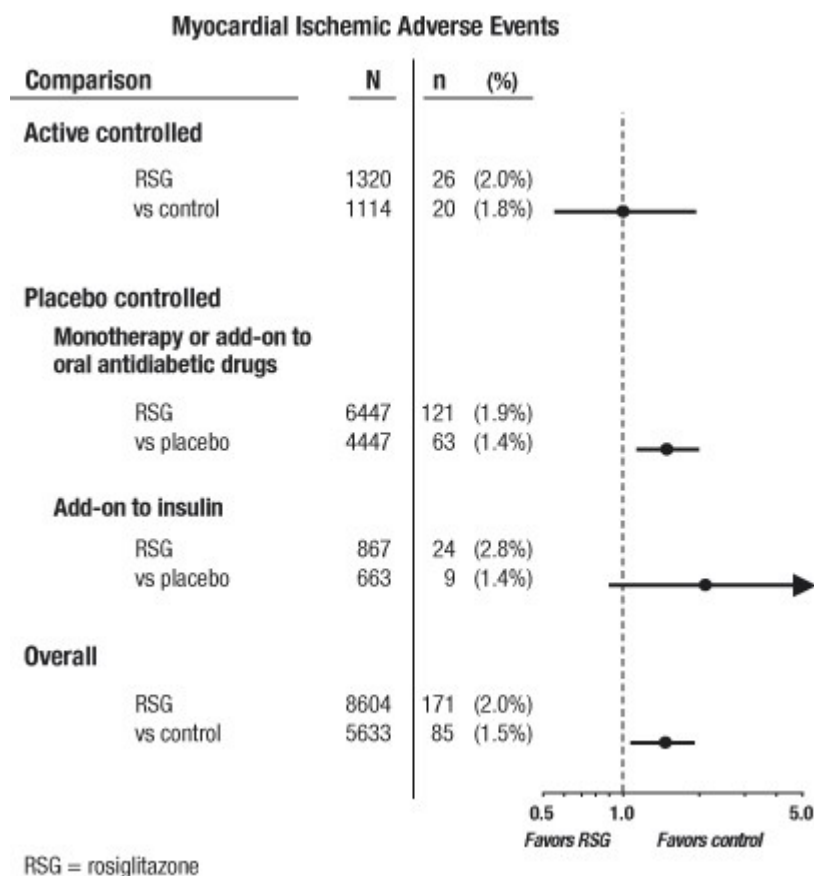 Myocardial Ischemic Adverse Events
Comparison N n (%)
Active controlled
RSG 1320 26 (2.0%)
vs control 1114 20 (1.8%)
Placebo controlled
Monotherapy or add-on to
oral antidiabetic drugs
RSG 6447 121 (1.9%)
vs placebo 4447 63 (1.4%)
Add-on to insulin
RSG 867 24 (2.8%)
vs placebo 663 9 (1.4%)
Overall
RSG 8604 171 (2.0%)
vs control 5633 85 (1.5%)
0.5 1.0 5.0
Favors RSG Favors control
RSG = rosiglitazone